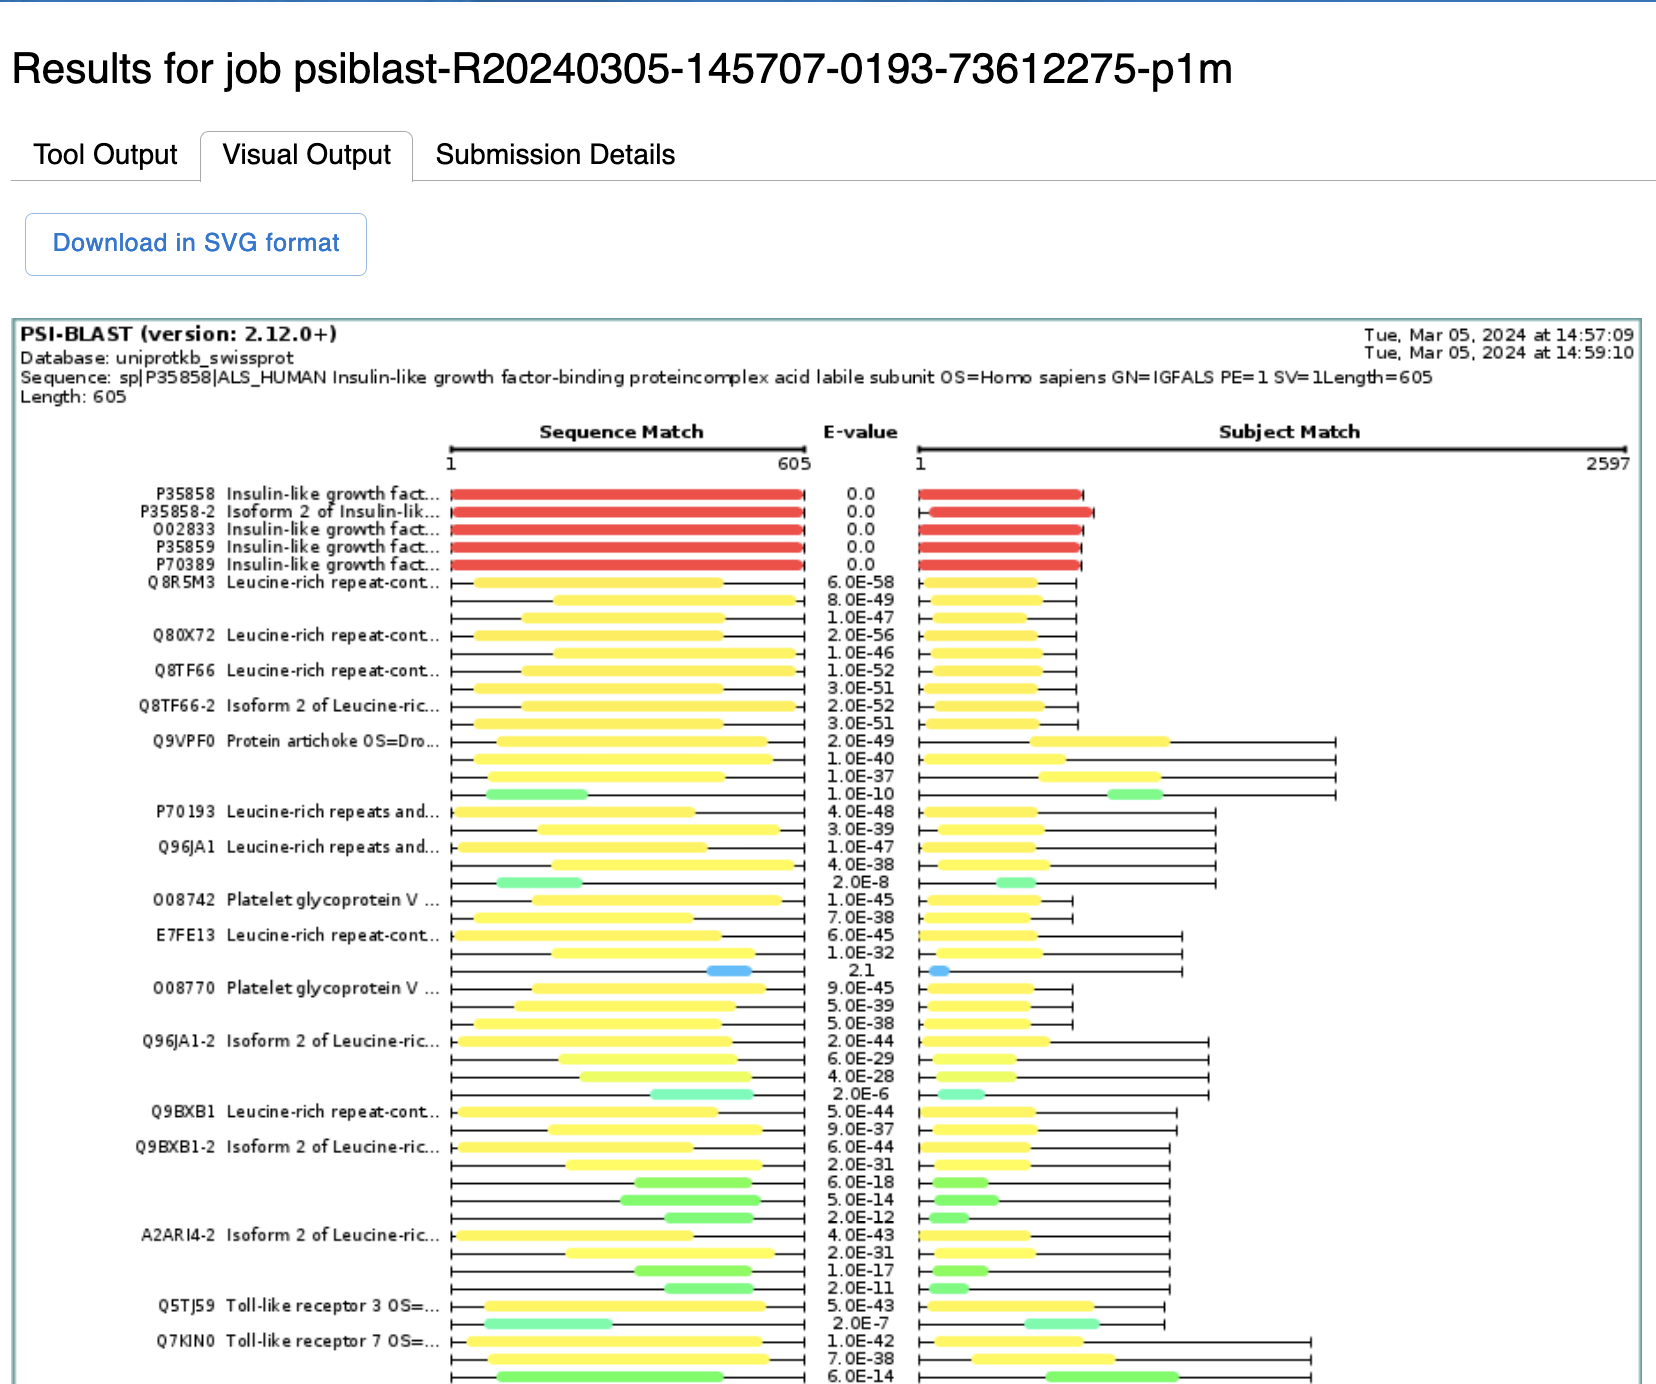 Results for job psiblast-R20240305-145707-0193-73612275-p1m
Tool Output Visual Output Submission Details
Download in SVG format
PSI-BLAST (version: 2.12.0+) Tue, Mar 05, 2024 at 14:57:09
Database: uniprotkb_swissprot Tue, Mar 05, 2024 at 14:59:10
Sequence: sp|P35858|ALS_HUMAN Insulin-like growth factor-binding proteincomplex acid labile subunit OS=Homo sapiens GN=IGFALS PE=1 SV=1Length=605
Length: 605
Sequence Match E-value Subject Match
1 605 1 2597
P35858 Insulin-like growth fact... 0.0
P35858-2 Isoform 2 of Insulin-lik... 0.0
O02833 Insulin-like growth fact... 0.0
P35859 Insulin-like growth fact... 0.0
P70389 Insulin-like growth fact... 0.0
Q8R5M3 Leucine-rich repeat-cont... 6.0E-58
8.0E-49
1.0E-47
Q80X72 Leucine-rich repeat-cont... 2.0E-56
1.0E-46
Q8TF66 Leucine-rich repeat-cont... 1.0E-52
3.0E-51
Q8TF66-2 Isoform 2 of Leucine-ric... 2.0E-52
3.0E-51
Q9VPF0 Protein artichoke OS=Dro... 2.0E-49
1.0E-40
1.0E-37
1.0E-10
P70193 Leucine-rich repeats and... 4.0E-48
3.0E-39
Q96JA1 Leucine-rich repeats and... 1.0E-47
4.0E-38
2.0E-8
O08742 Platelet glycoprotein V ... 1.0E-45
7.0E-38
E7FE13 Leucine-rich repeat-cont... 6.0E-45
1.0E-32
2.1
O08770 Platelet glycoprotein V ... 9.0E-45
5.0E-39
5.0E-38
Q96JA1-2 Isoform 2 of Leucine-ric... 2.0E-44
6.0E-29
4.0E-28
2.0E-6
Q9BXB1 Leucine-rich repeat-cont... 5.0E-44
9.0E-37
Q9BXB1-2 Isoform 2 of Leucine-ric... 6.0E-44
2.0E-31
6.0E-18
5.0E-14
2.0E-12
A2ARI4-2 Isoform 2 of Leucine-ric... 4.0E-43
2.0E-31
1.0E-17
2.0E-11
Q5TJ59 Toll-like receptor 3 OS=... 5.0E-43
2.0E-7
Q7KIN0 Toll-like receptor 7 OS=... 1.0E-42
7.0E-38
6.0E-14